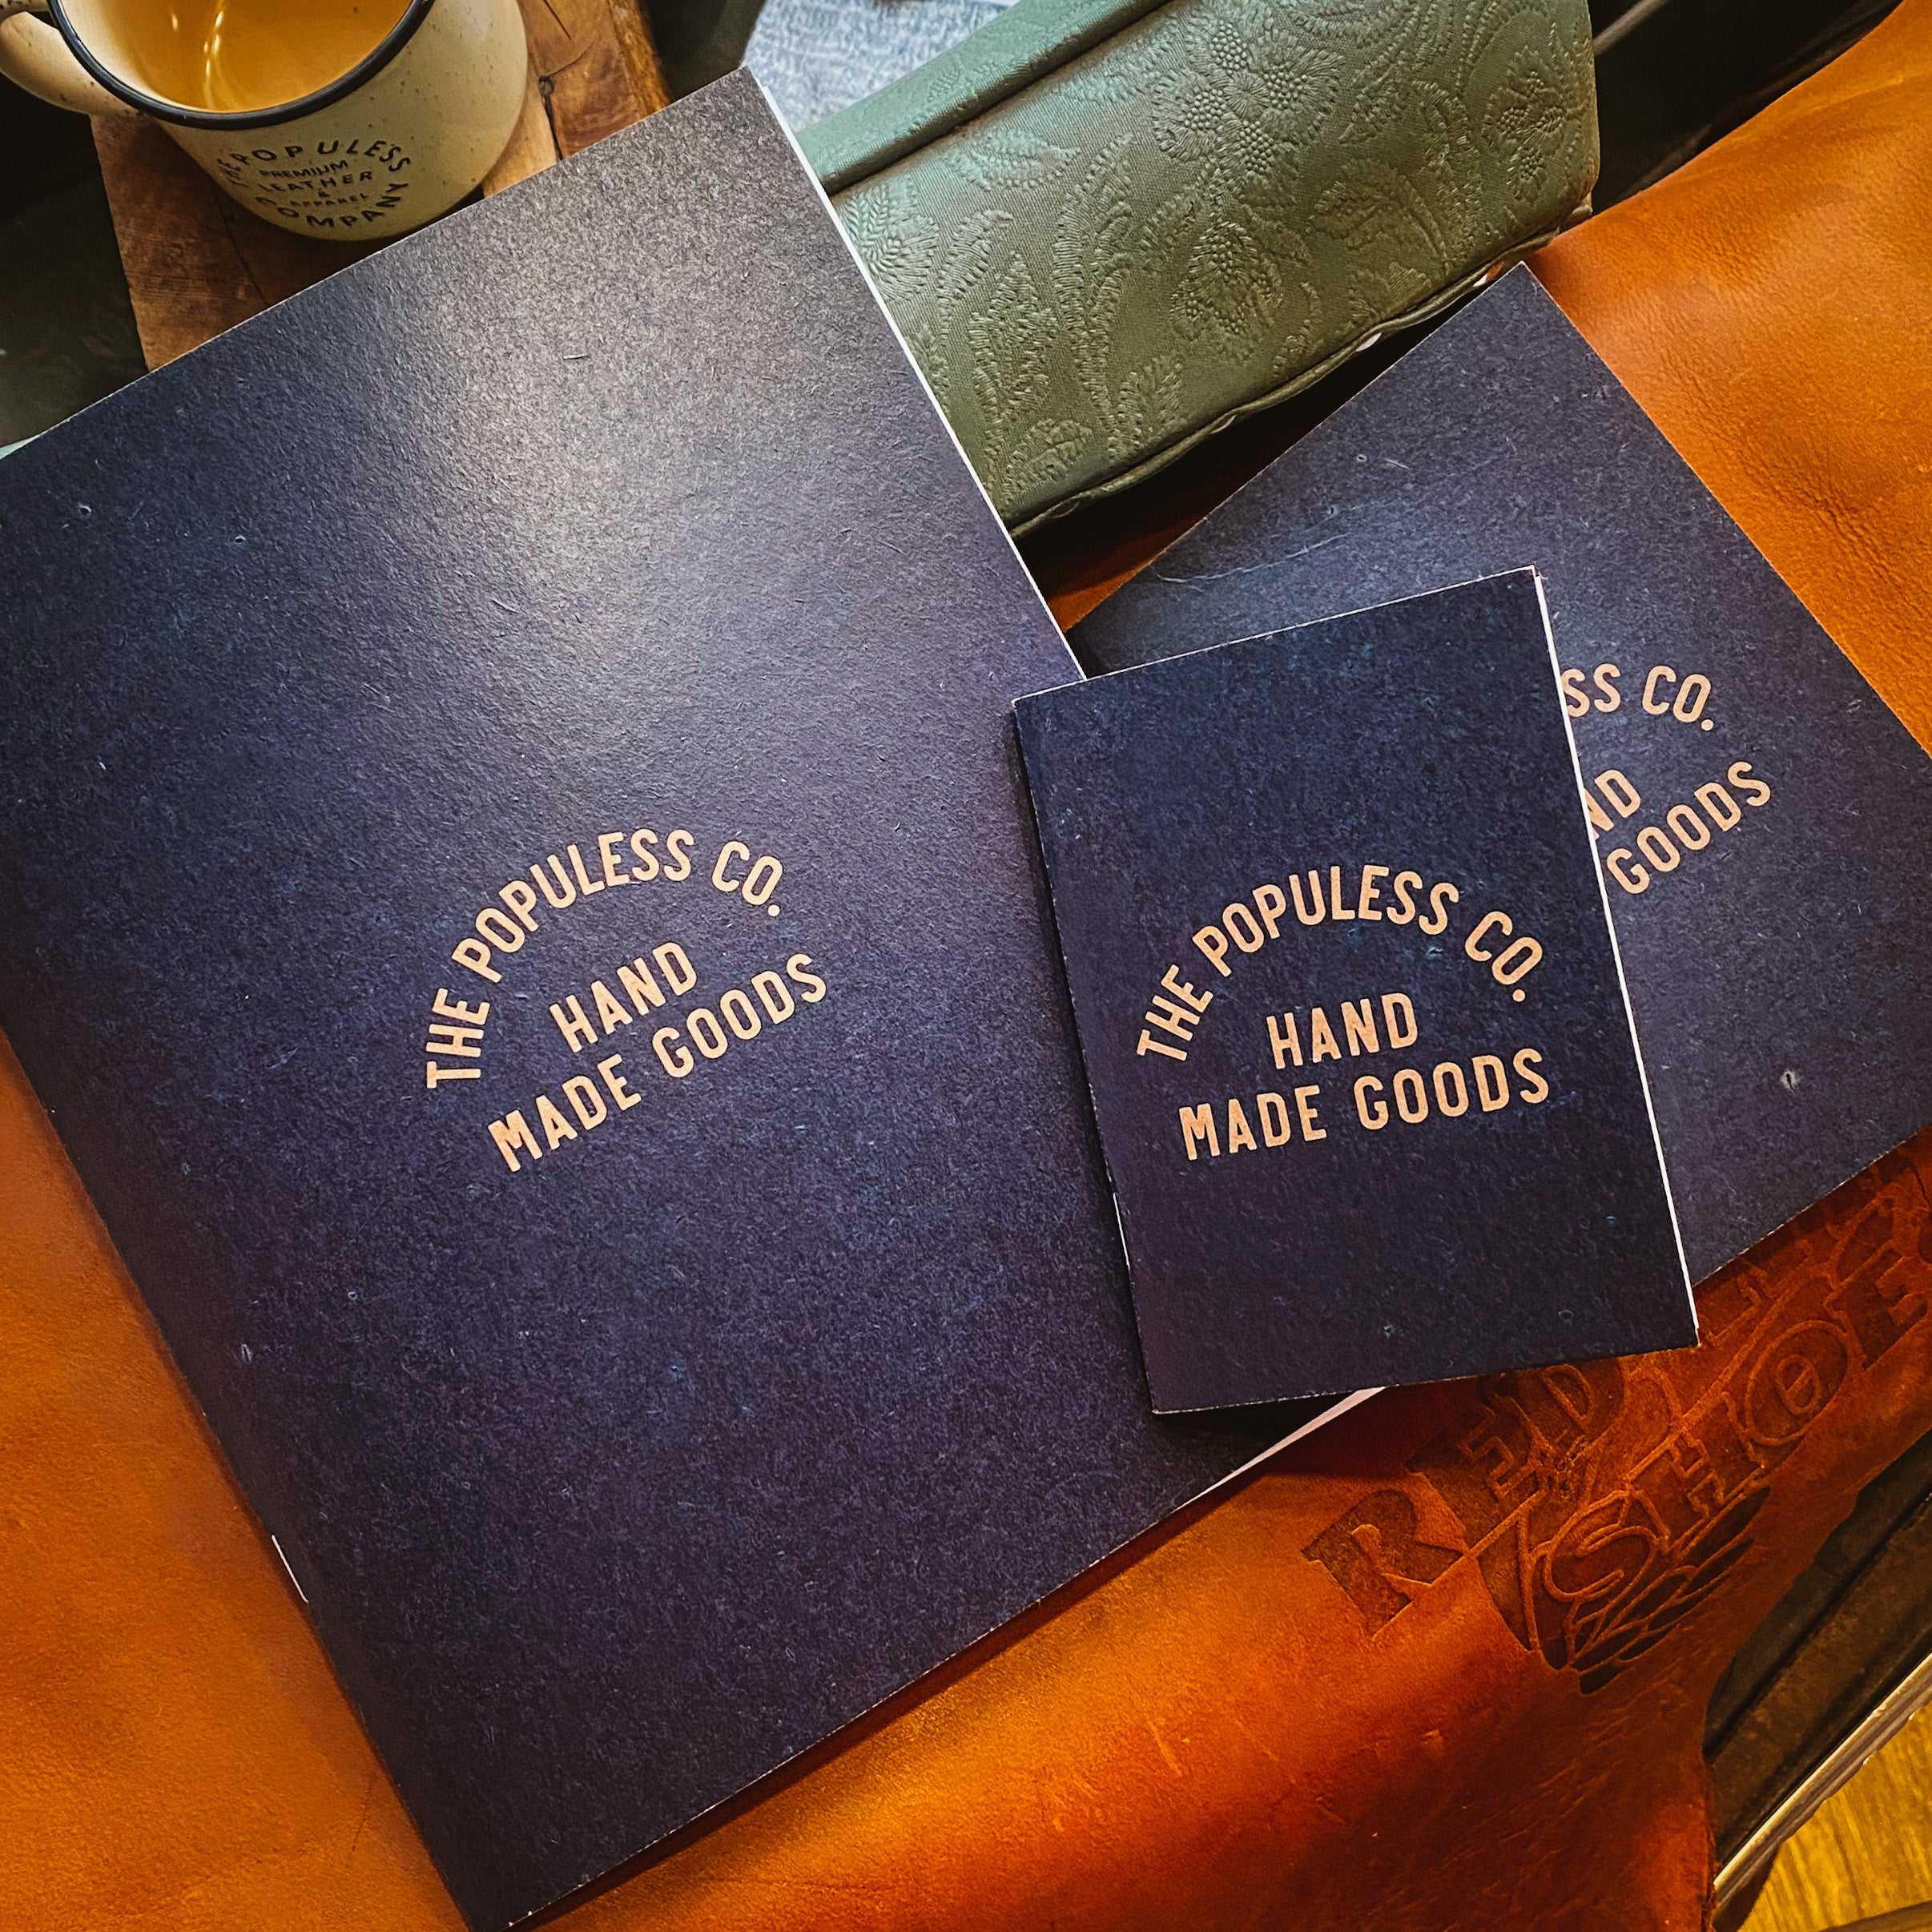 THE POPULESS
PREMIUM
LEATHER
&
APPAREL
COMPANY
THE POPULESS CO.
HAND
MADE GOODS
THE POPULESS CO.
HAND
MADE GOODS
SS CO.
ND
GOODS
RED
SHOE